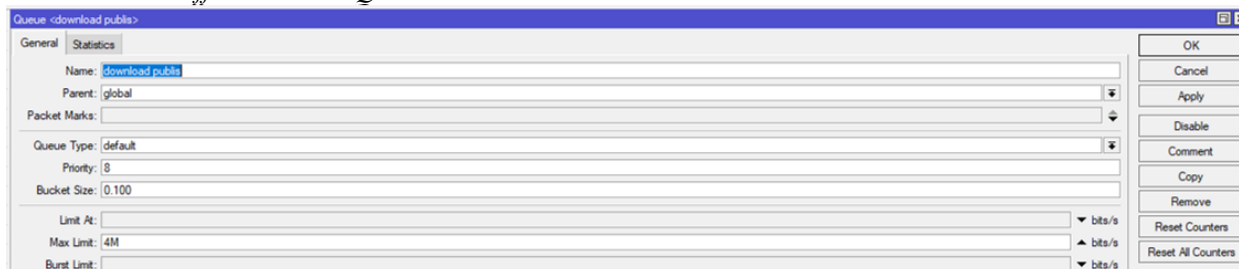 Queue <download publis>
General Statistics
Name: download publis
Parent: global
Packet Marks:
Queue Type: default
Priority: 8
Bucket Size: 0.100
Limit At: bits/s
Max Limit: 4M bits/s
Burst Limit: bits/s
OK
Cancel
Apply
Disable
Comment
Copy
Remove
Reset Counters
Reset All Counters